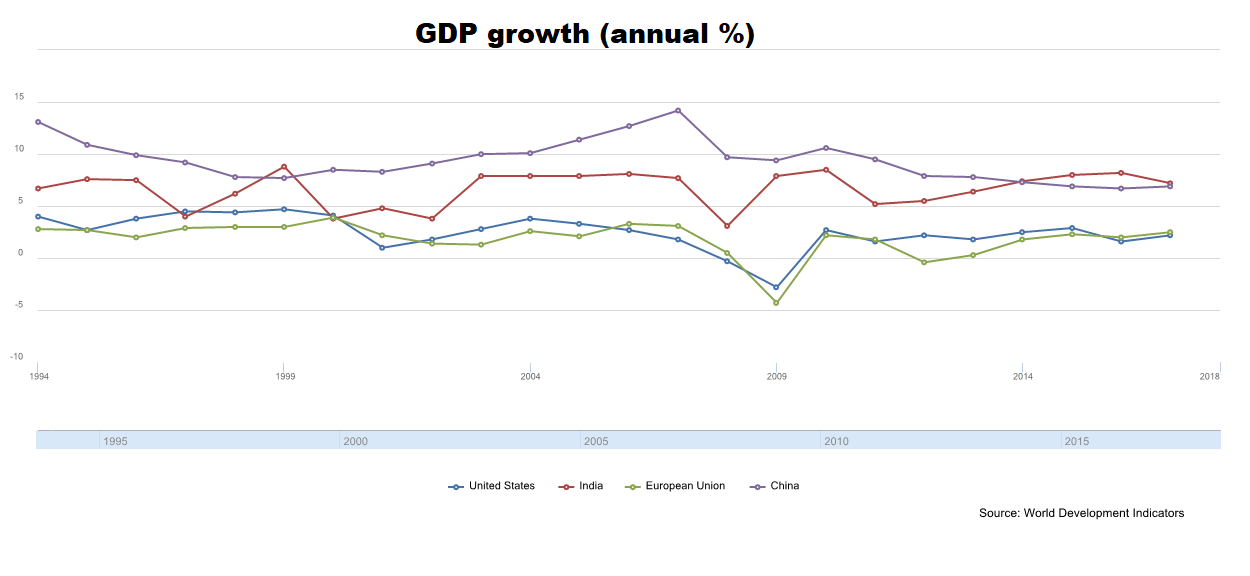 GDP growth (annual %)
15
10
5
0
-5
-10
1994 1999 2004 2009 2014 2018
1995 2000 2005 2010 2015
United States India European Union China
Source: World Development Indicators